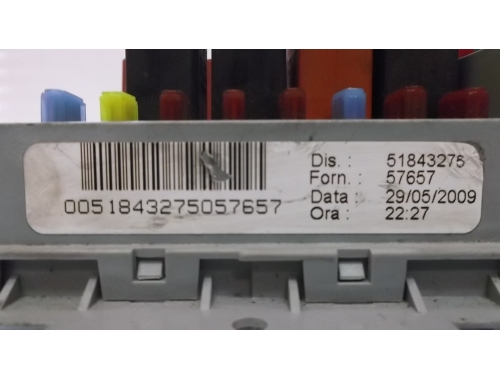 Dis. : 51843275
Forn. : 57657
Data : 29/05/2009
Ora : 22:27
0051843275057657